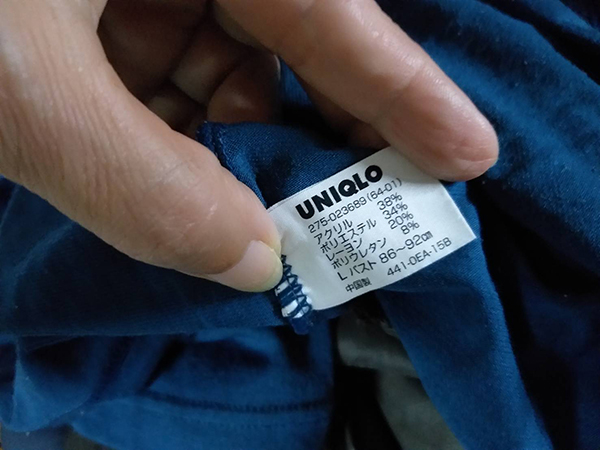 UNIQLO
275-023689(64-01)
アクリル 38%
ポリエステル 34%
レーヨン 20%
ポリウレタン 8%
L バスト 86～92cm
441-0EA-15B
中国製